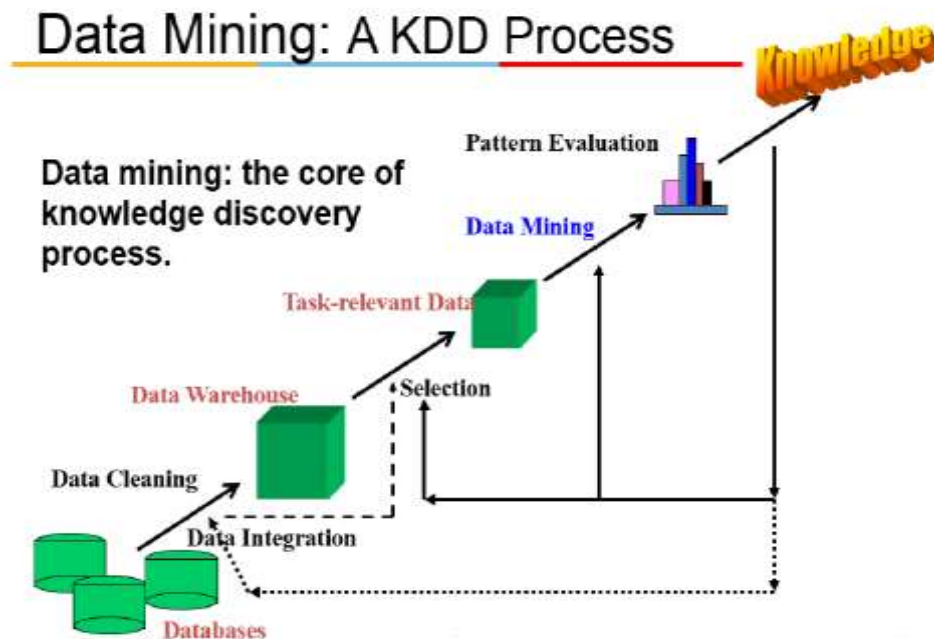 Data Mining: A KDD Process
Knowledge
Pattern Evaluation
Data mining: the core of
knowledge discovery
process.
Data Mining
Task-relevant Data
Data Warehouse
Selection
Data Cleaning
Data Integration
Databases